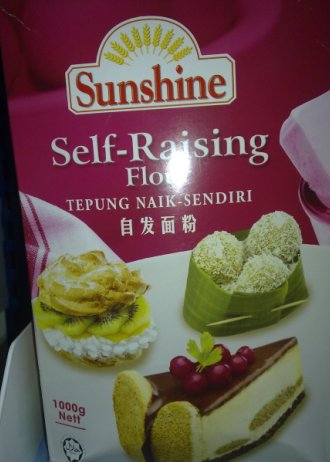 Sunshine
Self-Raising
Flour
TEPUNG NAIK-SENDIRI
自发面粉
1000g
Nett